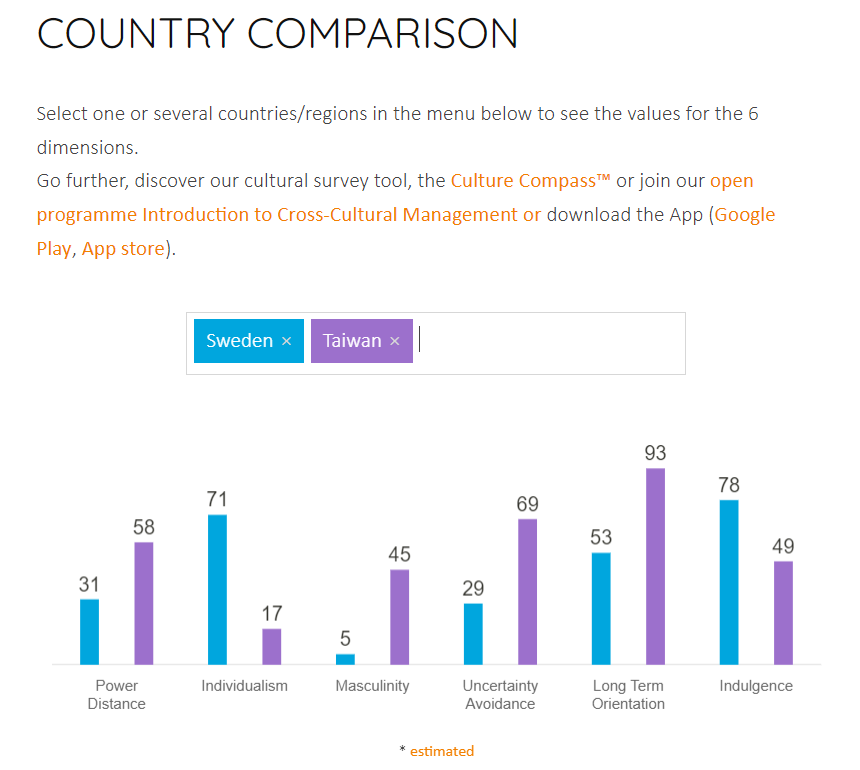 COUNTRY COMPARISON
Select one or several countries/regions in the menu below to see the values for the 6
dimensions.
Go further, discover our cultural survey tool, the Culture Compass™ or join our open
programme Introduction to Cross-Cultural Management or download the App (Google
Play, App store).
Sweden × Taiwan ×
31 58 71 17 5 45 29 69 53 93 78 49
Power Distance
Individualism
Masculinity
Uncertainty Avoidance
Long Term Orientation
Indulgence
* estimated